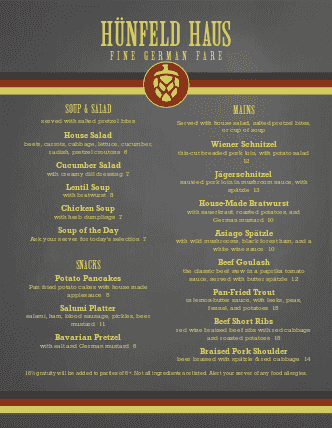 HÜNFELD HAUS
FINE GERMAN FARE
SOUP & SALAD
served with salted pretzel bites
House Salad
beets, carrots, cabbage, lettuce, cucumber,
radish, pretzel croutons 6
Cucumber Salad
with creamy dill dressing 7
Lentil Soup
with bratwurst 8
Chicken Soup
with herb dumplings 7
Soup of the Day
Ask your server for today's selection 7
SNACKS
Potato Pancakes
Pan fried potato cakes with house made
applesauce 8
Salumi Platter
salami, ham, blood sausage, pickles, beer
mustard 11
Bavarian Pretzel
with salt and German mustard 6
MAINS
Served with house salad, salted pretzel bites,
or cup of soup
Wiener Schnitzel
thin cut breaded pork loin, with potato salad
12
Jägerschnitzel
sauteed pork loin in mushroom sauce, with
spätzle 13
House-Made Bratwurst
with sauerkraut, roasted potatoes, and
German mustard 10
Asiago Spätzle
with wild mushrooms, black forest ham, and a
white wine sauce 10
Beef Goulash
the classic beef stew in a paprika tomato
sauce, served with butter spätzle 12
Pan-Fried Trout
in lemon butter sauce, with leeks, peas,
fennel, and potatoes 15
Beef Short Ribs
red wine braised beef ribs with red cabbage
and roasted potatoes 15
Braised Pork Shoulder
beer braised with spätzle & red cabbage 14
18% gratuity will be added to parties of 6+. Not all ingredients are listed. Alert your server of any food allergies.